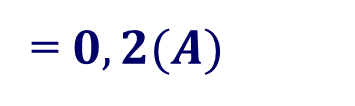 = 0,2(A)